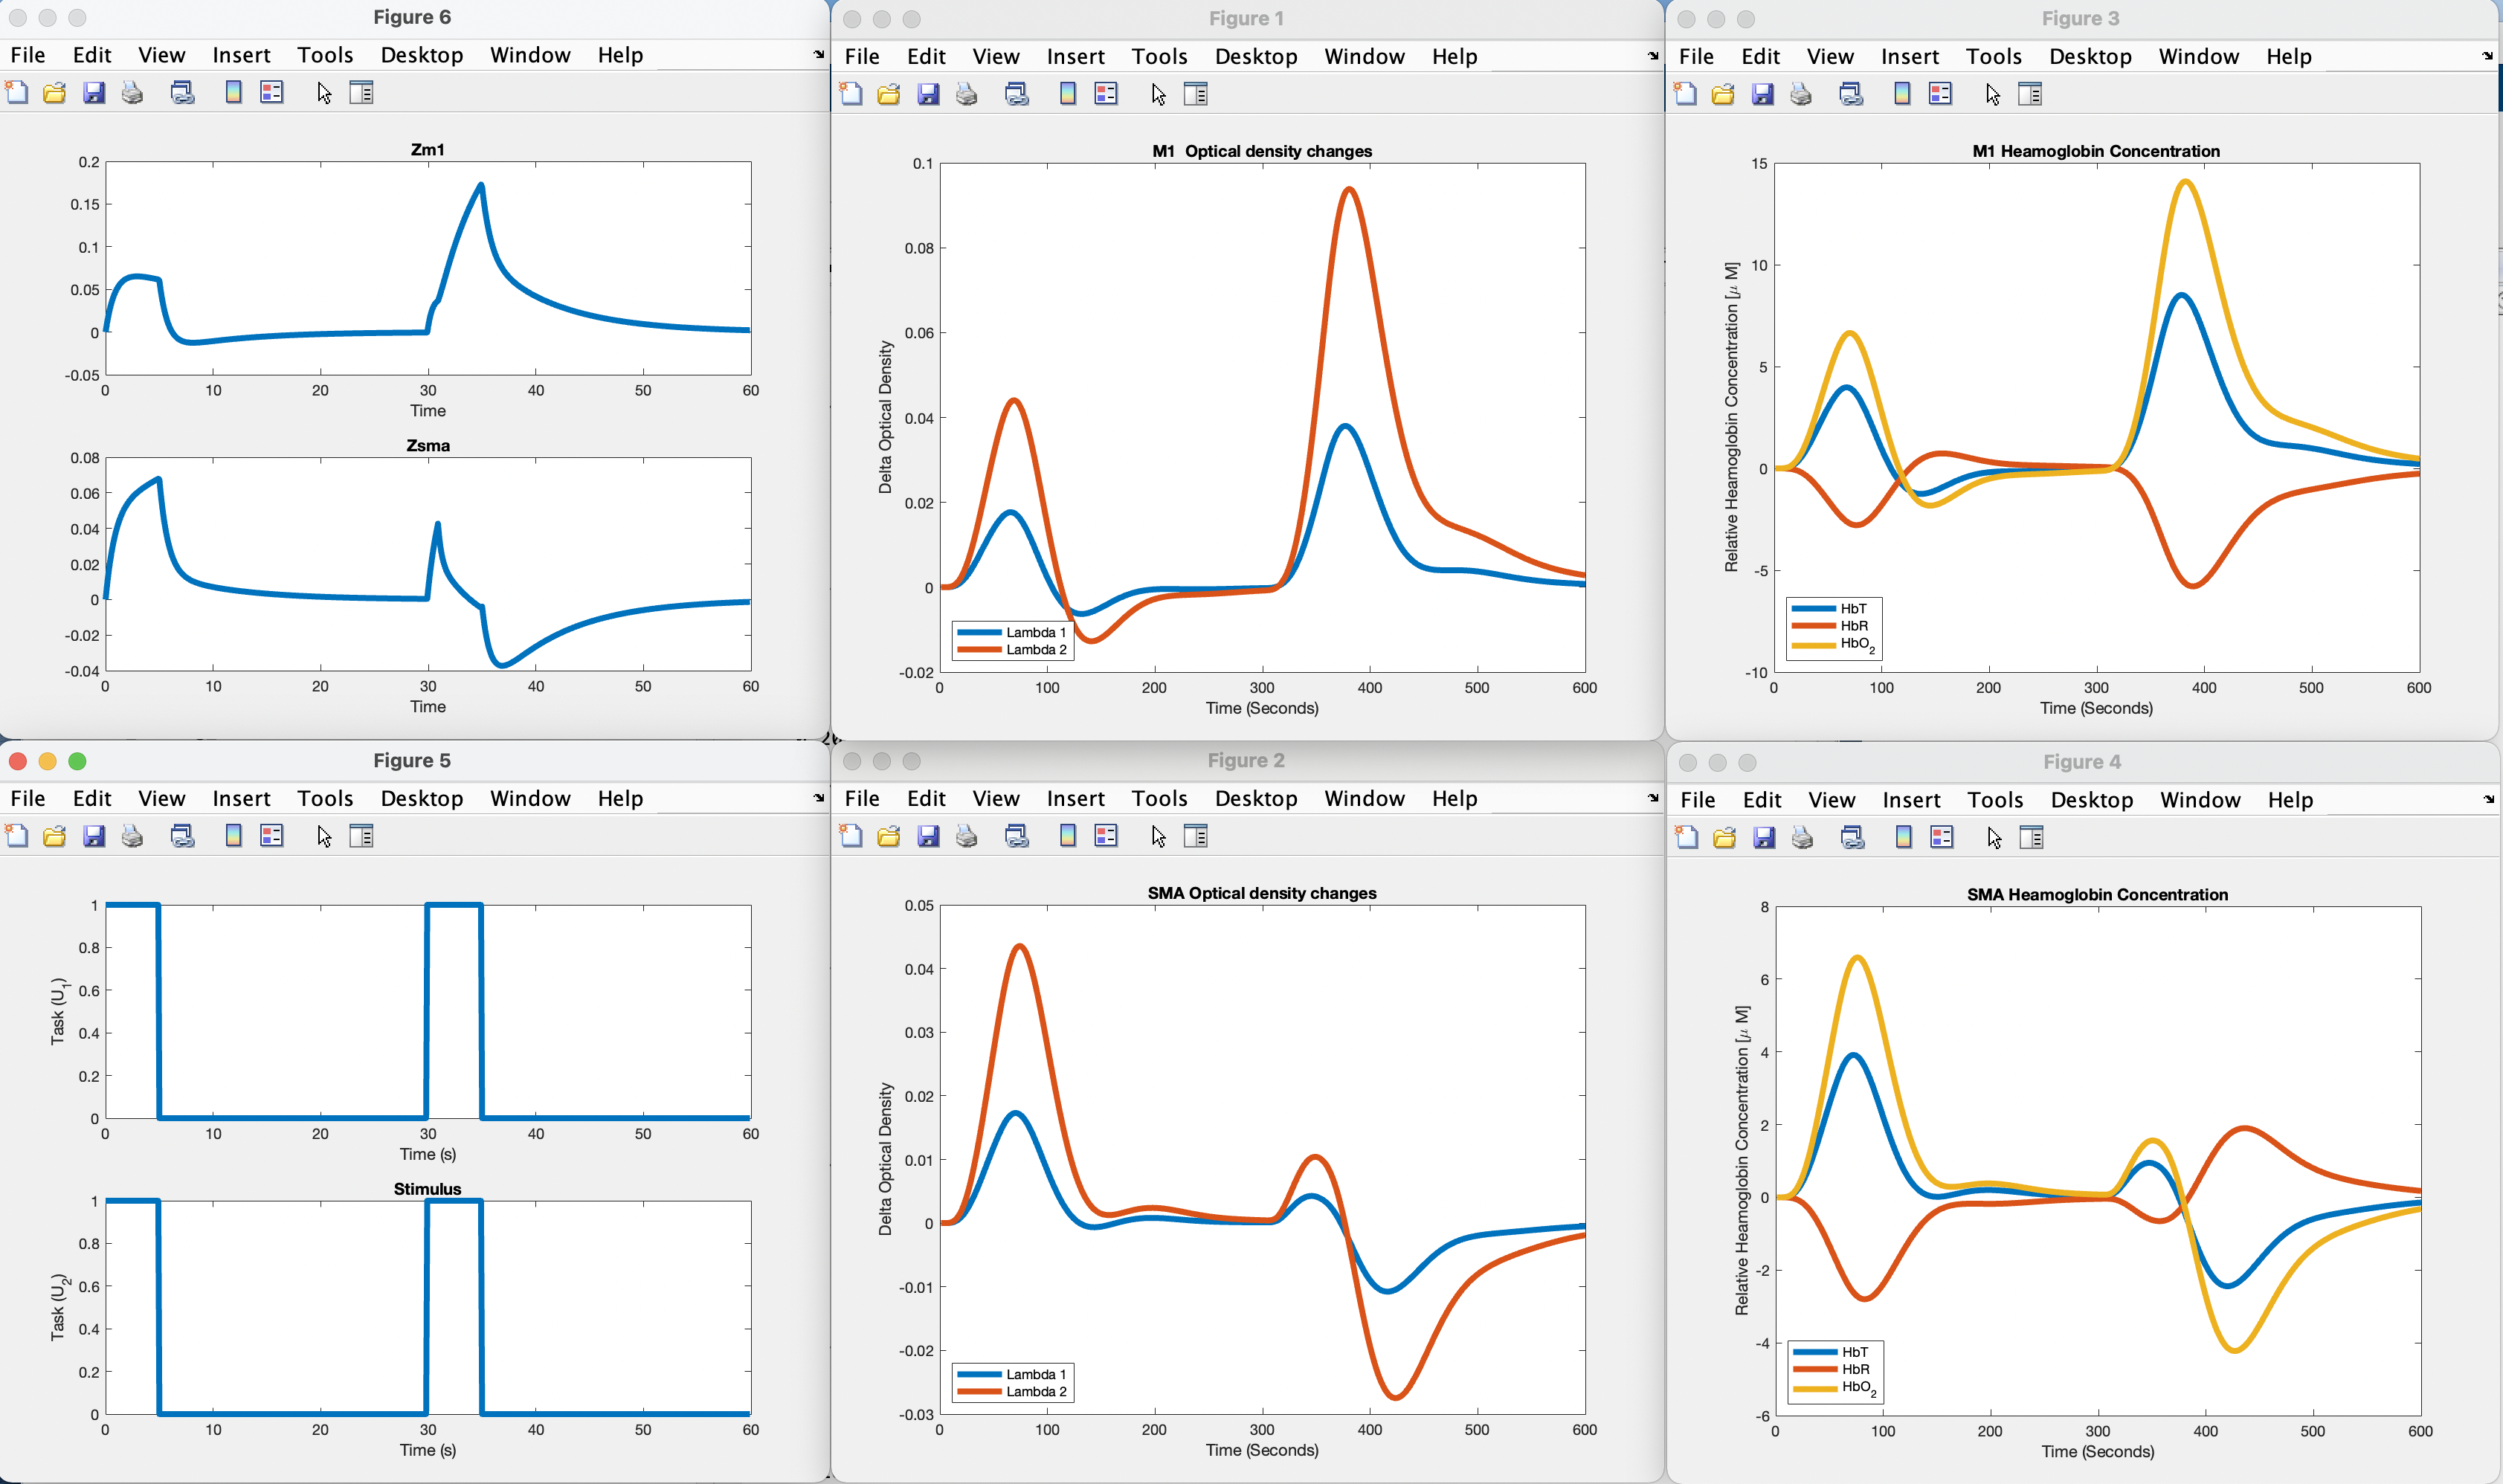 Figure 6
File Edit View Insert Tools Desktop Window Help
Zm1
0.2
0.15
0.1
0.05
0
-0.05
0 10 20 30 40 50 60
Time
Zsma
0.08
0.06
0.04
0.02
0
-0.02
-0.04
0 10 20 30 40 50 60
Time
Figure 1
File Edit View Insert Tools Desktop Window Help
M1 Optical density changes
Delta Optical Density
0.1
0.08
0.06
0.04
0.02
0
-0.02
Lambda 1
Lambda 2
0 100 200 300 400 500 600
Time (Seconds)
Figure 3
File Edit View Insert Tools Desktop Window Help
M1 Heamoglobin Concentration
Relative Heamoglobin Concentration [μ M]
15
10
5
0
-5
-10
HbT
HbR
HbO2
0 100 200 300 400 500 600
Time (Seconds)
Figure 5
File Edit View Insert Tools Desktop Window Help
Task (U1)
1
0.8
0.6
0.4
0.2
0
0 10 20 30 40 50 60
Time (s)
Stimulus
Task (U2)
1
0.8
0.6
0.4
0.2
0
0 10 20 30 40 50 60
Time (s)
Figure 2
File Edit View Insert Tools Desktop Window Help
SMA Optical density changes
Delta Optical Density
0.05
0.04
0.03
0.02
0.01
0
-0.01
-0.02
-0.03
Lambda 1
Lambda 2
0 100 200 300 400 500 600
Time (Seconds)
Figure 4
File Edit View Insert Tools Desktop Window Help
SMA Heamoglobin Concentration
Relative Heamoglobin Concentration [μ M]
8
6
4
2
0
-2
-4
-6
HbT
HbR
HbO2
0 100 200 300 400 500 600
Time (Seconds)